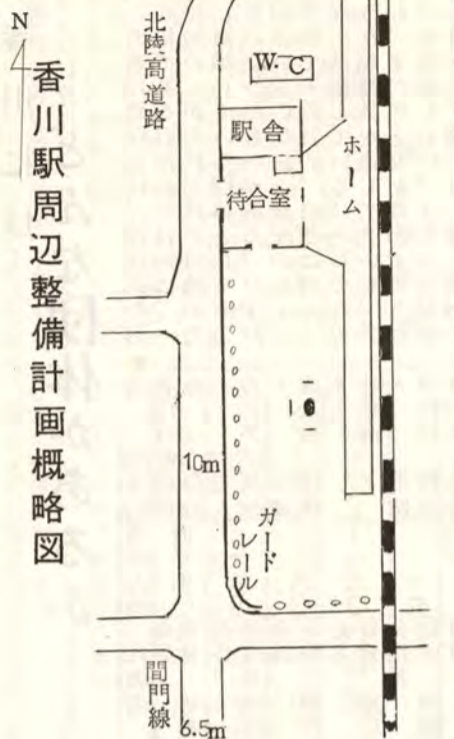 N
香川駅周辺整備計画概略図
北陵高道路
W.C
駅舎
待合室
ホーム
10m
ガード
レール
間門線
6.5m